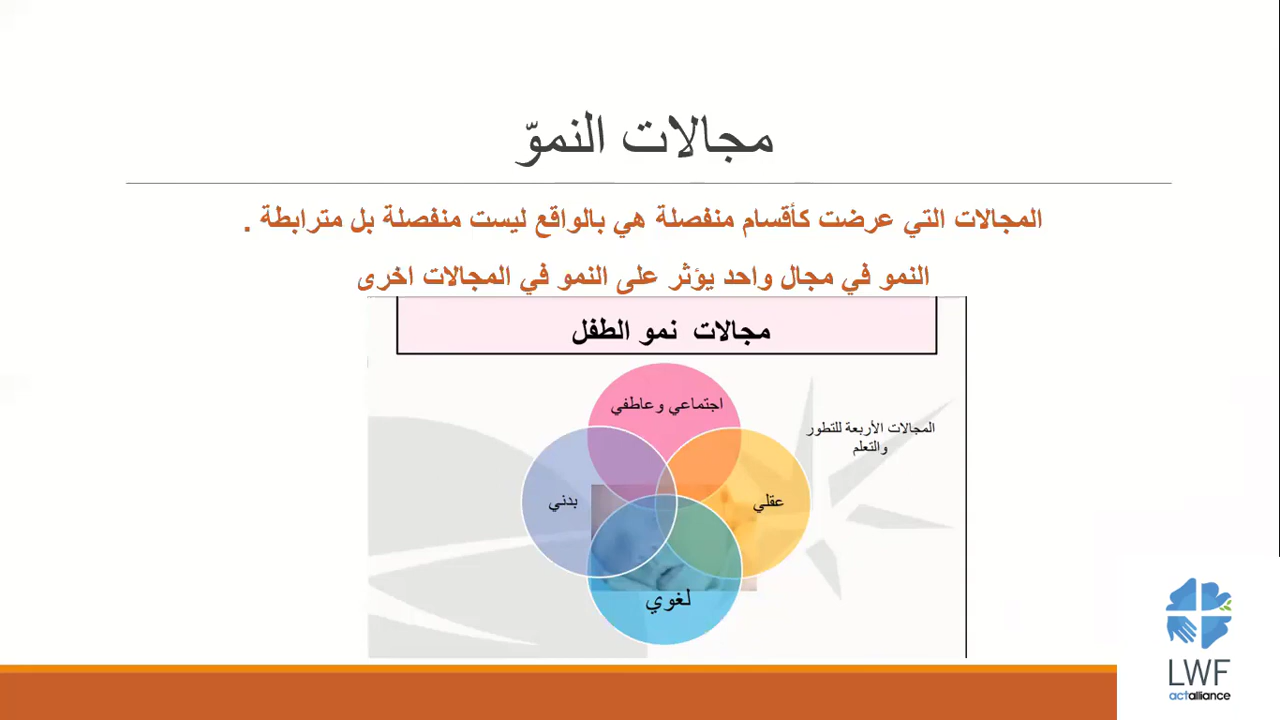 مجالات النموّ
المجالات التي عرضت كأقسام منفصلة هي بالواقع ليست منفصلة بل مترابطة .
النمو في مجال واحد يؤثر على النمو في المجالات اخرى
مجالات نمو الطفل
اجتماعي وعاطفي
المجالات الأربعة للتطور
والتعلم
عقلي
بدني
لغوي
LWF
actalliance